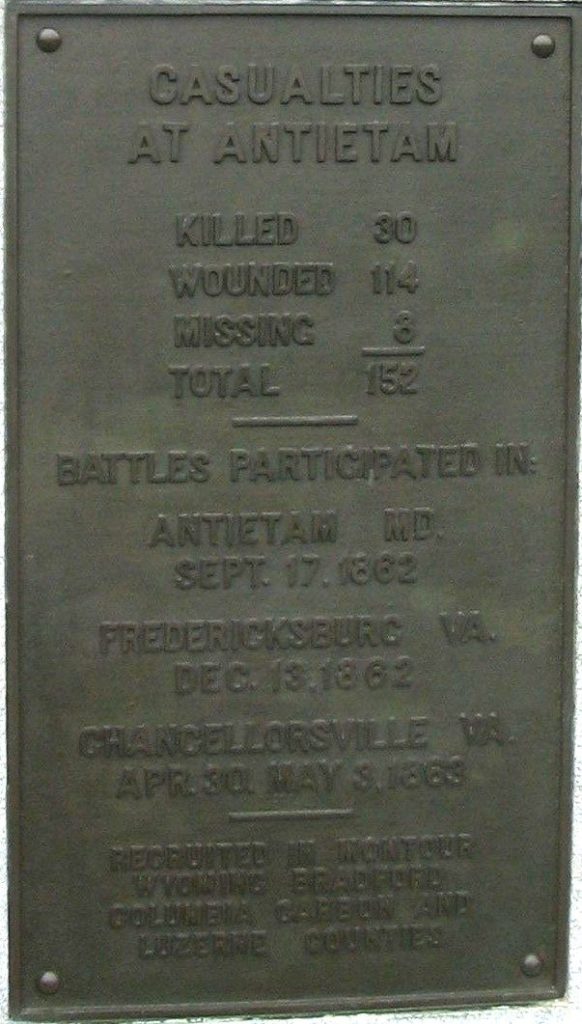 CASUALTIES
AT ANTIETAM
KILLED 30
WOUNDED 114
MISSING 8
TOTAL 152
BATTLES PARTICIPATED IN:
ANTIETAM MD.
SEPT. 17. 1862
FREDERICKSBURG VA.
DEC. 13. 1862
CHANCELLORSVILLE VA.
APR. 30. MAY 3, 1863
RECRUITED IN MONTOUR
WYOMING BRADFORD
COLUMBIA CARBON AND
LUZERNE COUNTIES